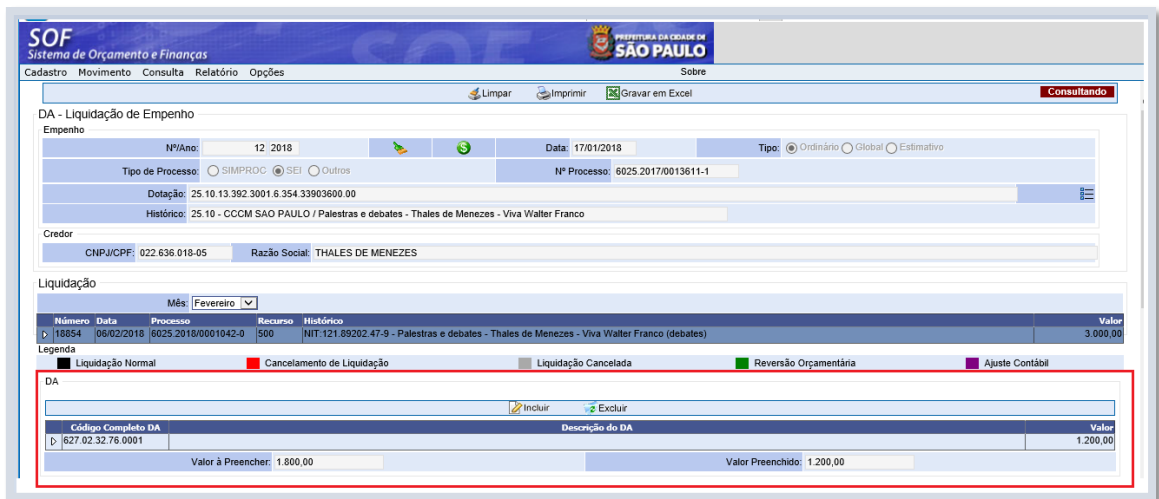 SOF
Sistema de Orçamento e Finanças
PREFEITURA DA CIDADE DE
SÃO PAULO
Cadastro Movimento Consulta Relatório Opções Sobre
Limpar Imprimir Gravar em Excel Consultando
DA - Liquidação de Empenho
Empenho
Nº/Ano: 12 2018 Data: 17/01/2018 Tipo: Ordinário Global Estimativo
Tipo de Processo: SIMPROC SEI Outros Nº Processo: 6025.2017/0013611-1
Dotação: 25.10.13.392.3001.6.354.33903600.00
Histórico: 25.10 - CCCM SAO PAULO / Palestras e debates - Thales de Menezes - Viva Walter Franco
Credor
CNPJ/CPF: 022.636.018-05 Razão Social: THALES DE MENEZES
Liquidação
Mês: Fevereiro
Número Data Processo Recurso Histórico Valor
18854 06/02/2018 6025.2018/0001042-0 500 NIT:121.89202.47-9 - Palestras e debates - Thales de Menezes - Viva Walter Franco (debates) 3.000,00
Legenda
Liquidação Normal Cancelamento de Liquidação Liquidação Cancelada Reversão Orçamentária Ajuste Contábil
DA
Incluir Excluir
Código Completo DA Descrição do DA Valor
627.02.32.76.0001 1.200,00
Valor à Preencher: 1.800,00 Valor Preenchido: 1.200,00